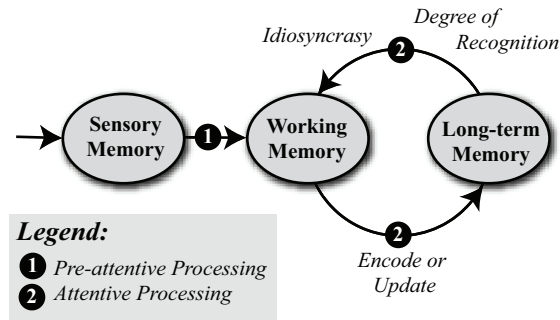 Degree of
Recognition
Idiosyncrasy
2
Sensory
Memory
1
Working
Memory
Long-term
Memory
2
Encode or
Update
Legend:
1 Pre-attentive Processing
2 Attentive Processing